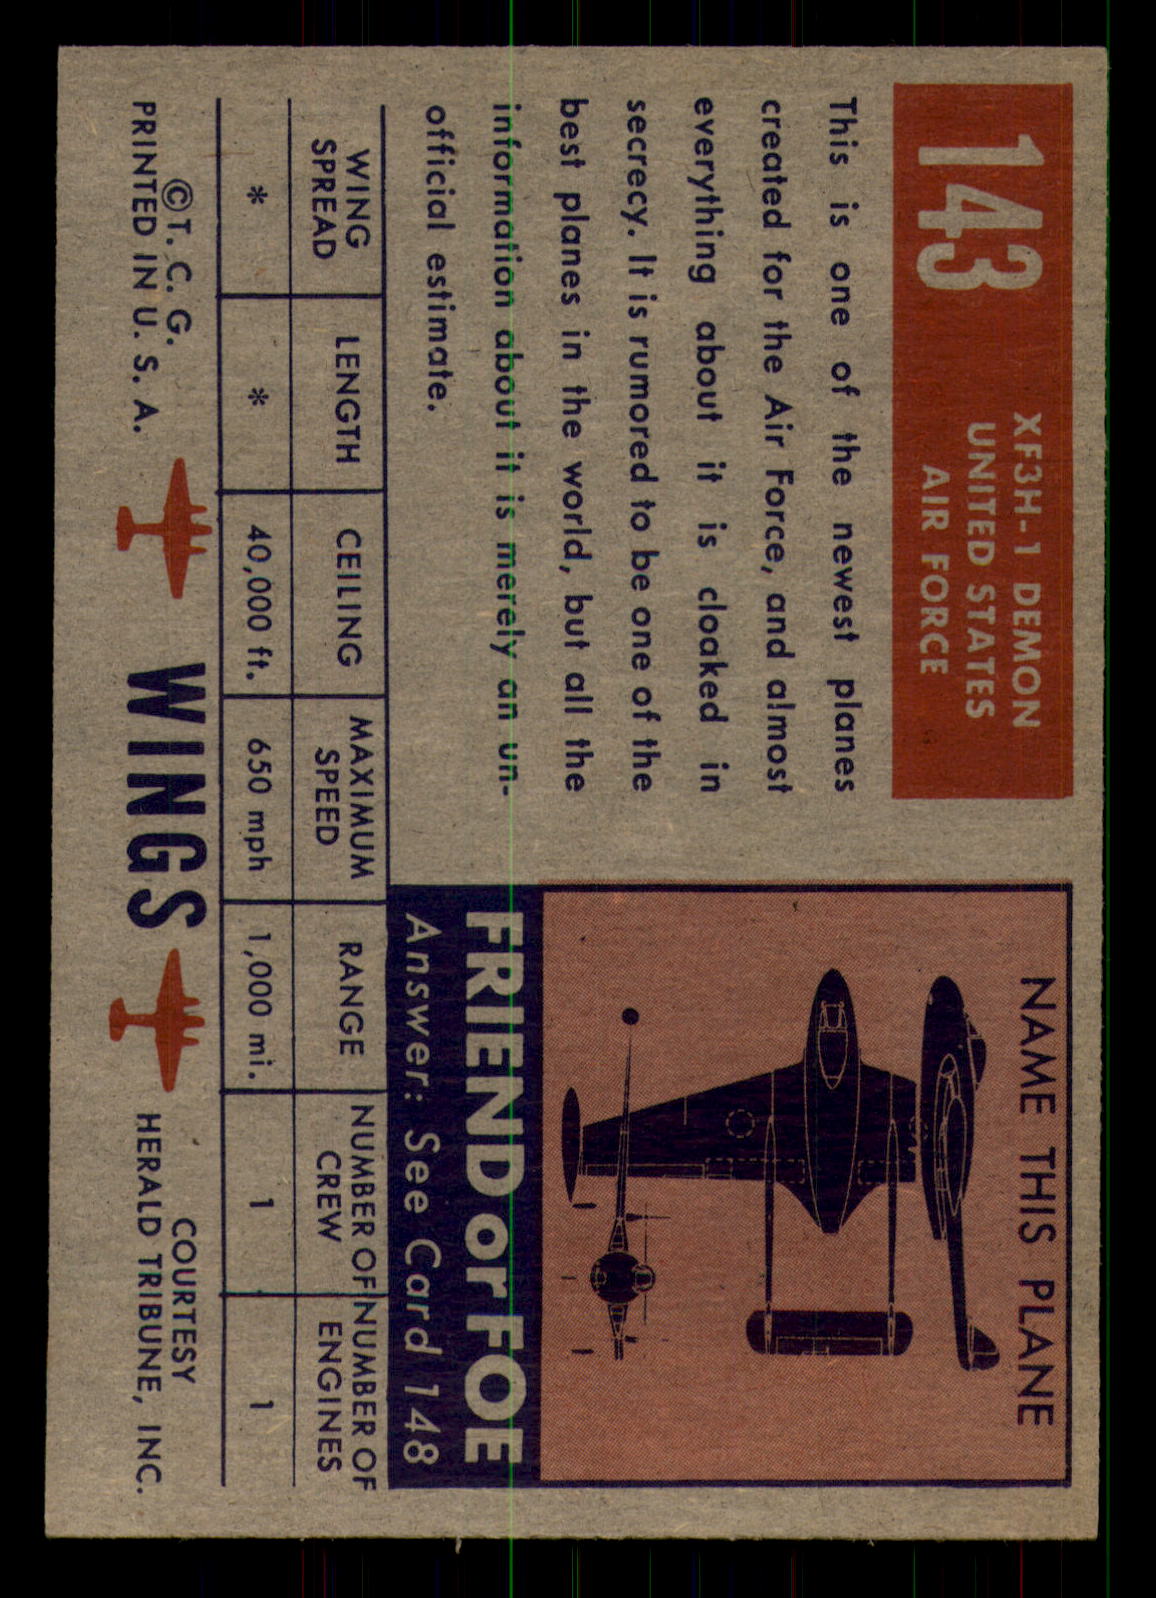 143
XF3H-1 DEMON
UNITED STATES
AIR FORCE
This is one of the newest planes
created for the Air Force, and almost
everything about it is cloaked in
secrecy. It is rumored to be one of the
best planes in the world, but all the
information about it is merely an un-
official estimate.
NAME THIS PLANE
FRIEND or FOE
Answer: See Card 148
WING SPREAD
LENGTH
CEILING
MAXIMUM SPEED
RANGE
NUMBER OF CREW
NUMBER OF ENGINES
*
*
40,000 ft.
650 mph
1,000 mi.
1
1
©T. C. G.
PRINTED IN U. S. A.
WINGS
COURTESY
HERALD TRIBUNE, INC.